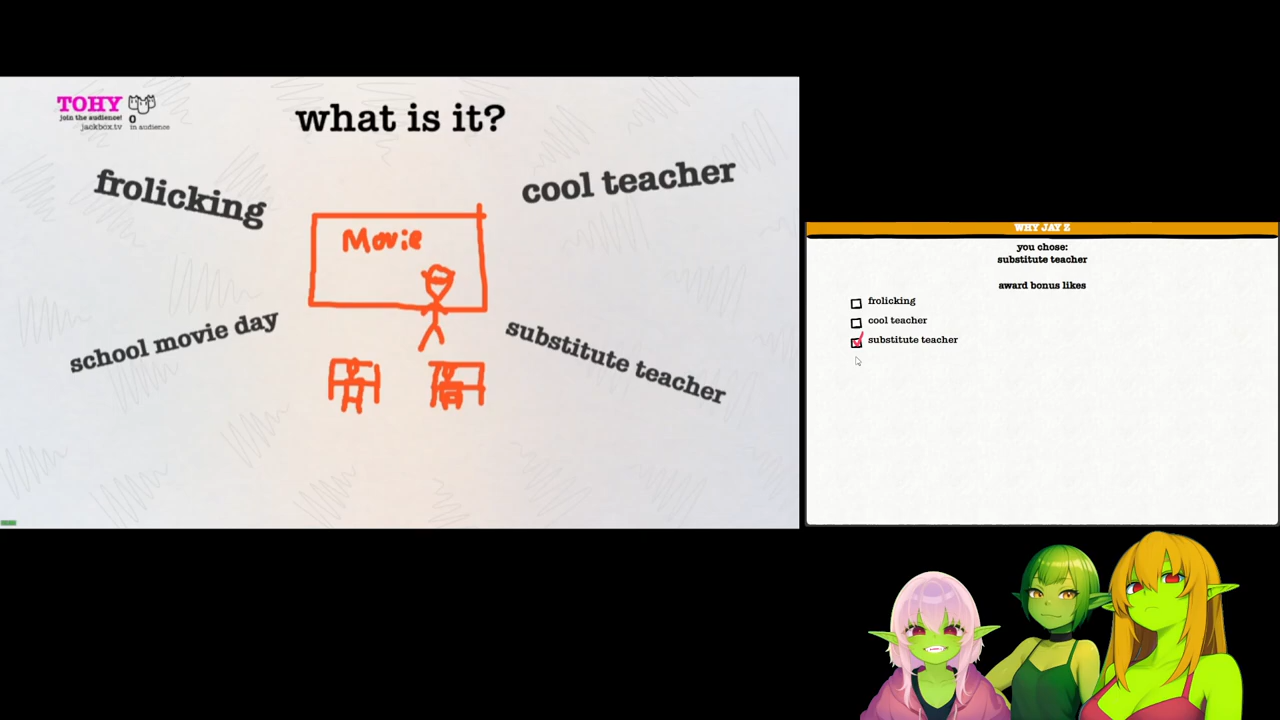 TOHY
join the audience!
jackbox.tv
0
in audience
what is it?
frolicking
cool teacher
Movie
school movie day
substitute teacher
WHY JAY Z
you chose:
substitute teacher
award bonus likes
frolicking
cool teacher
substitute teacher